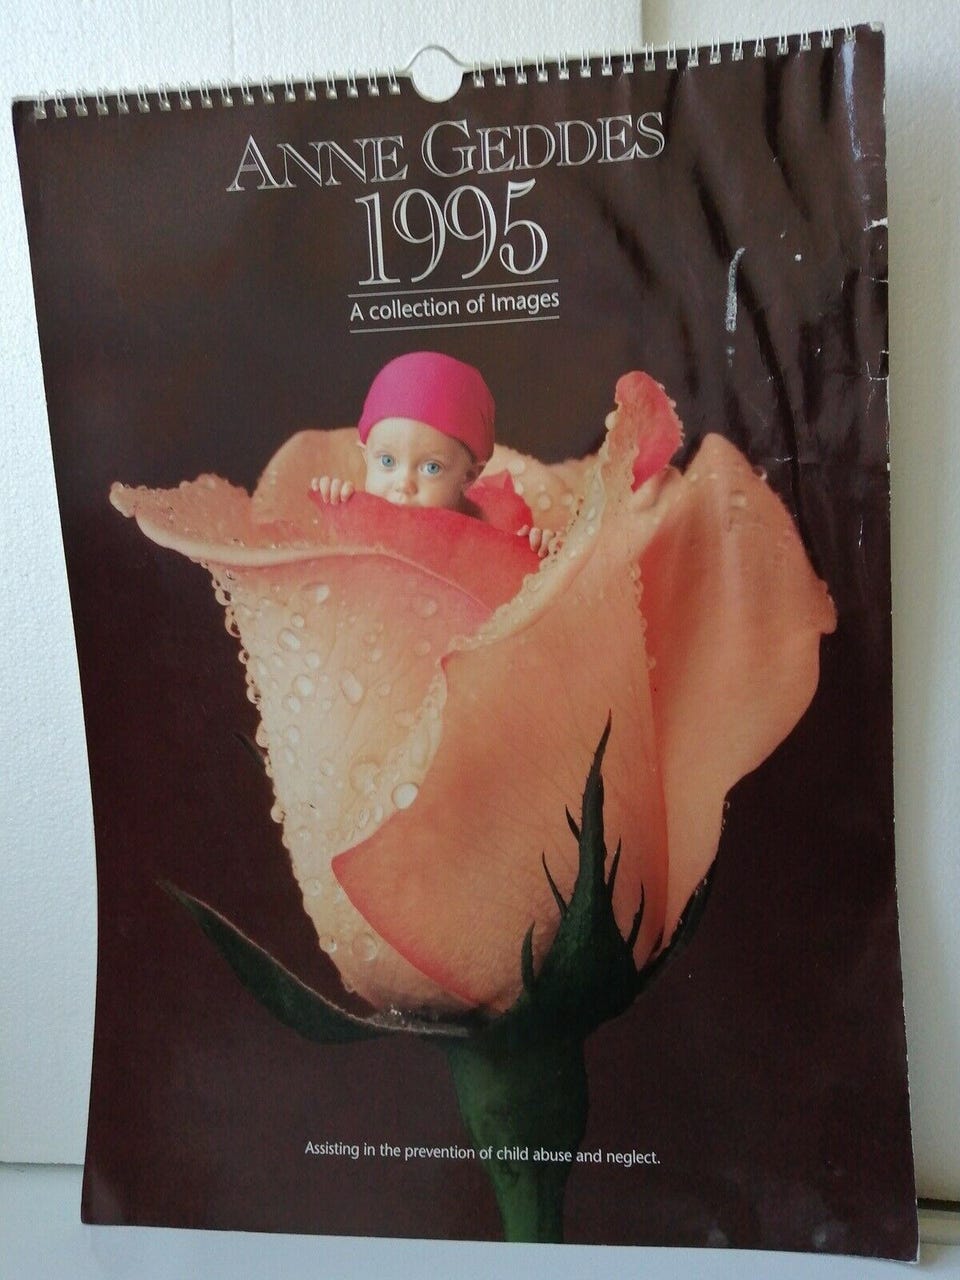 ANNE GEDDES
1995
A collection of Images
Assisting in the prevention of child abuse and neglect.